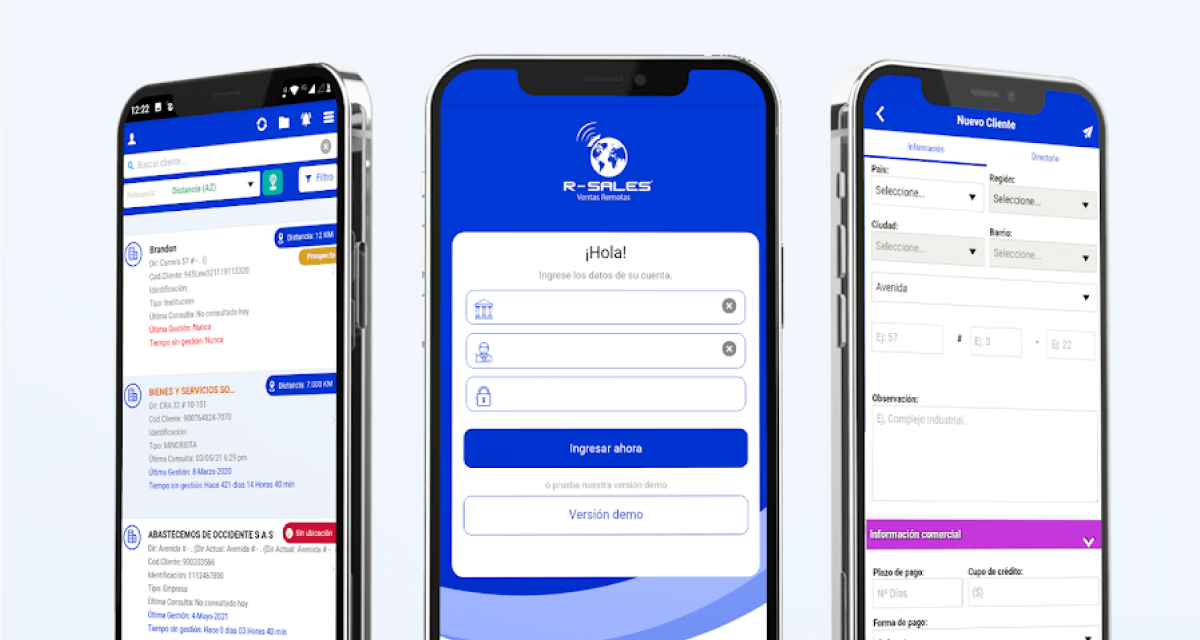 12:22
Buscar cliente...
Relevancia:
Distancia (AZ)
Filtro
Distancia: 12 KM
Brandon
Prospecto
Dir: Carrera 57 # - . ()
Cód.Cliente: 945Lew021119113320
Identificación:
Tipo: Institucion
Última Consulta: No consultado hoy
Última Gestión: Nunca
Tiempo sin gestión: Nunca
Distancia: 7.000 KM
BIENES Y SERVICIOS SO...
Dir: CRA 32 # 10-151
Cód.Cliente: 900764824-7070
Identificación:
Tipo: MINORISTA
Última Consulta: 03/05/21 6:29 pm
Última Gestión: 8-Marzo-2020
Tiempo sin gestión: Hace 421 dias 14 Horas 40 min
Sin ubicación
ABASTECEMOS DE OCCIDENTE S A S
Dir: Avenida # - . (Dir Actual: Avenida # - . (Dir Actual: Avenida # - .
Cód.Cliente: 900203566
Identificación: 1112467890
Tipo: Empresa
Última Consulta: No consultado hoy
Última Gestión: 4-Mayo-2021
Tiempo sin gestión: Hace 0 dias 03 Horas 40 min
R-SALES
Ventas Remotas
¡Hola!
Ingrese los datos de su cuenta.
Ingresar ahora
ó prueba nuestra versión demo
Versión demo
Nuevo Cliente
Información
Directorio
País:
Región:
Seleccione...
Seleccione...
Ciudad:
Barrio:
Seleccione...
Seleccione...
Avenida
Ej: 57
#
Ej: 3
-
Ej: 22
Observación:
Ej, Complejo industrial...
Información comercial
Plazo de pago:
Cupo de crédito:
Nº Días
($)
Forma de pago: